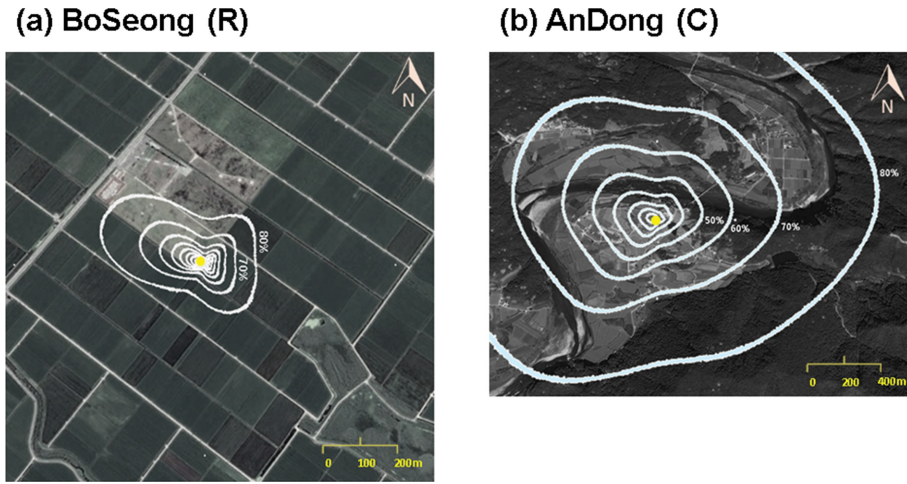 (a) BoSeong (R)
(b) AnDong (C)
N
N
80%
70%
50%
60%
70%
80%
0 100 200m
0 200 400m